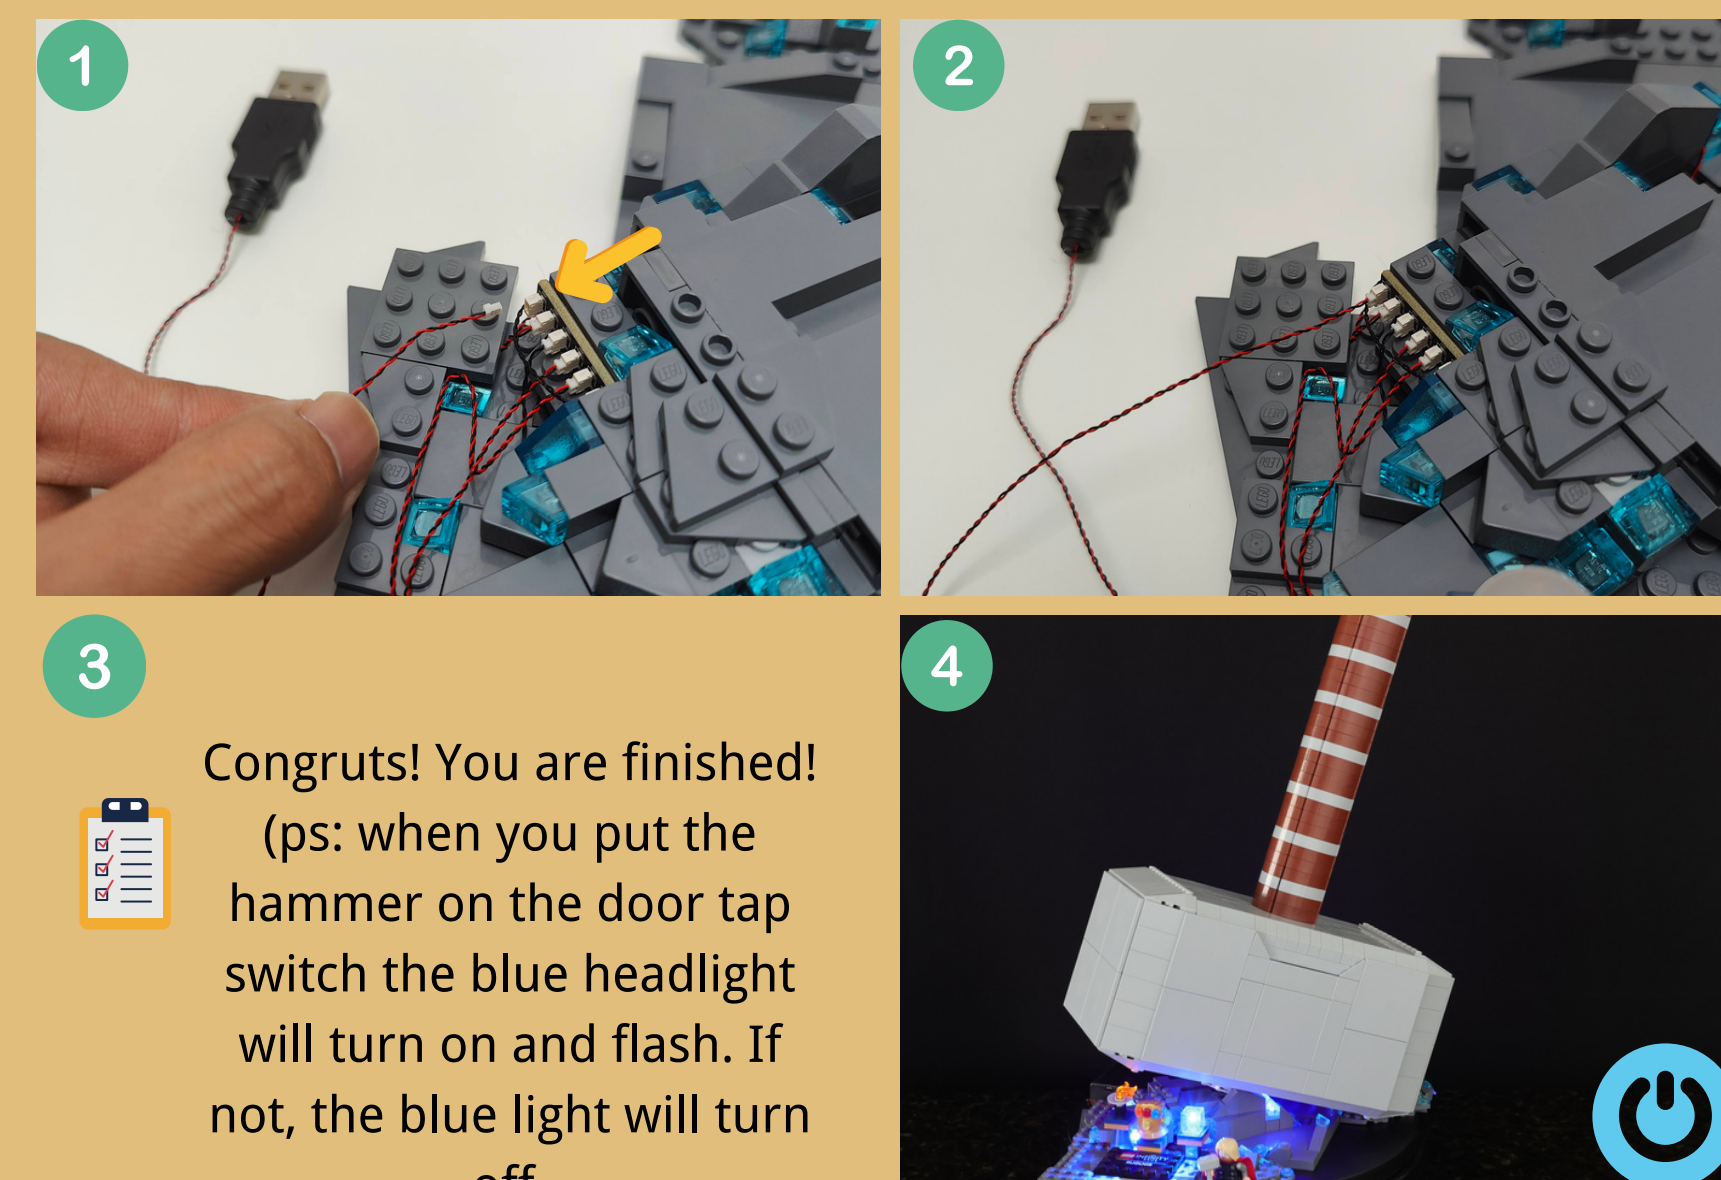 1
2
3
Congruts! You are finished!
(ps: when you put the
hammer on the door tap
switch the blue headlight
will turn on and flash. If
not, the blue light will turn
off
4